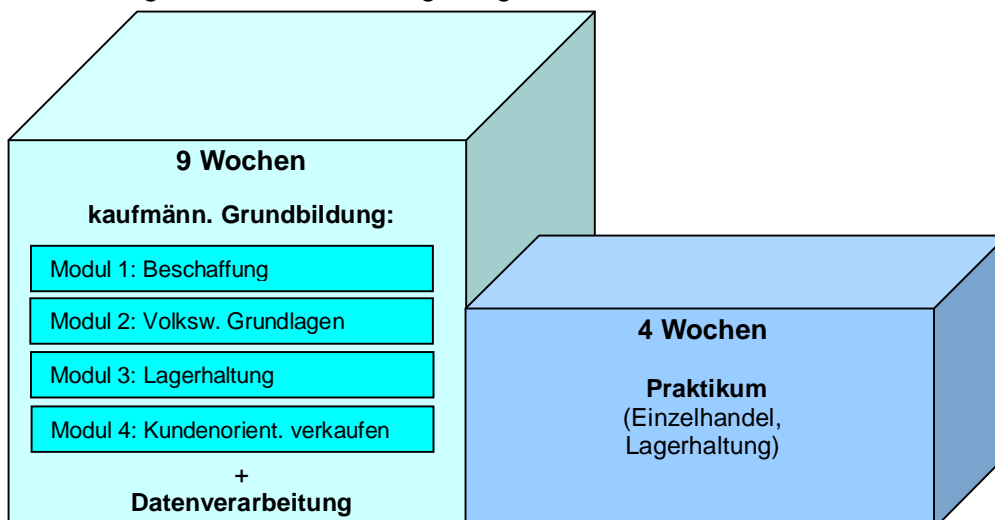 9 Wochen
kaufmänn. Grundbildung:
Modul 1: Beschaffung
Modul 2: Volksw. Grundlagen
Modul 3: Lagerhaltung
Modul 4: Kundenorient. verkaufen
+
Datenverarbeitung
4 Wochen
Praktikum
(Einzelhandel,
Lagerhaltung)